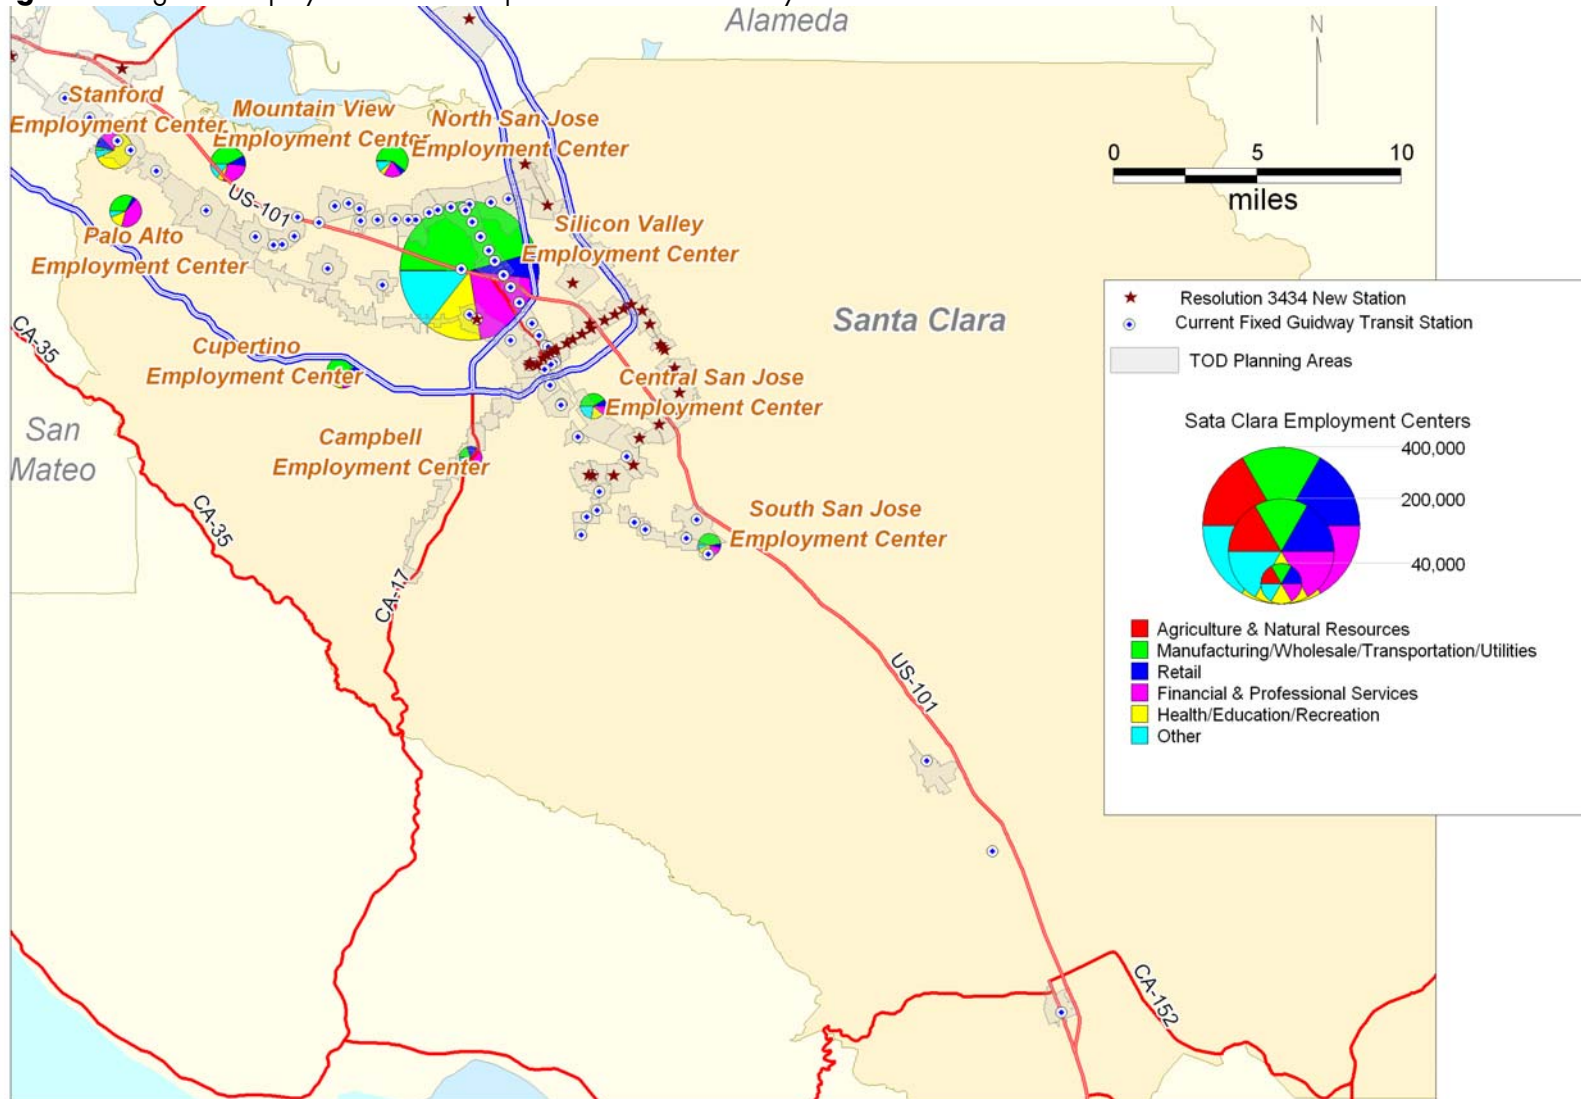 Alameda
N
Stanford
Employment Center
Mountain View
Employment Center
North San Jose
Employment Center
0 5 10
miles
US-101
Palo Alto
Employment Center
Silicon Valley
Employment Center
Santa Clara
CA-35
Cupertino
Employment Center
Central San Jose
Employment Center
San
Mateo
Campbell
Employment Center
CA-35
South San Jose
Employment Center
CA-17
US-101
CA-152
Resolution 3434 New Station
Current Fixed Guidway Transit Station
TOD Planning Areas
Sata Clara Employment Centers
400,000
200,000
40,000
Agriculture & Natural Resources
Manufacturing/Wholesale/Transportation/Utilities
Retail
Financial & Professional Services
Health/Education/Recreation
Other